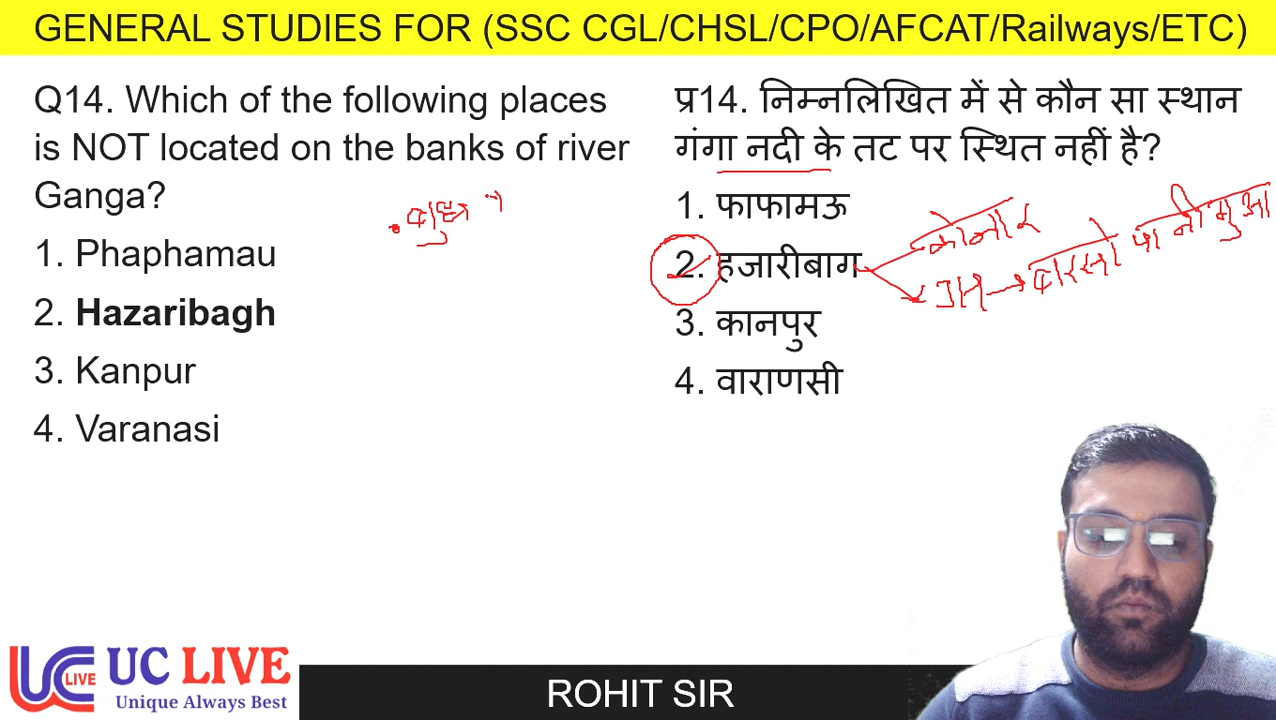 GENERAL STUDIES FOR (SSC CGL/CHSL/CPO/AFCAT/Railways/ETC)
Q14. Which of the following places
is NOT located on the banks of river
Ganga?
1. Phaphamau
2. Hazaribagh
3. Kanpur
4. Varanasi
प्र14. निम्नलिखित में से कौन सा स्थान
गंगा नदी के तट पर स्थित नहीं है?
1. फाफामऊ
2. हजारीबाग
3. कानपुर
4. वाराणसी
कोनार
UC LIVE
LIVE
Unique Always Best
ROHIT SIR